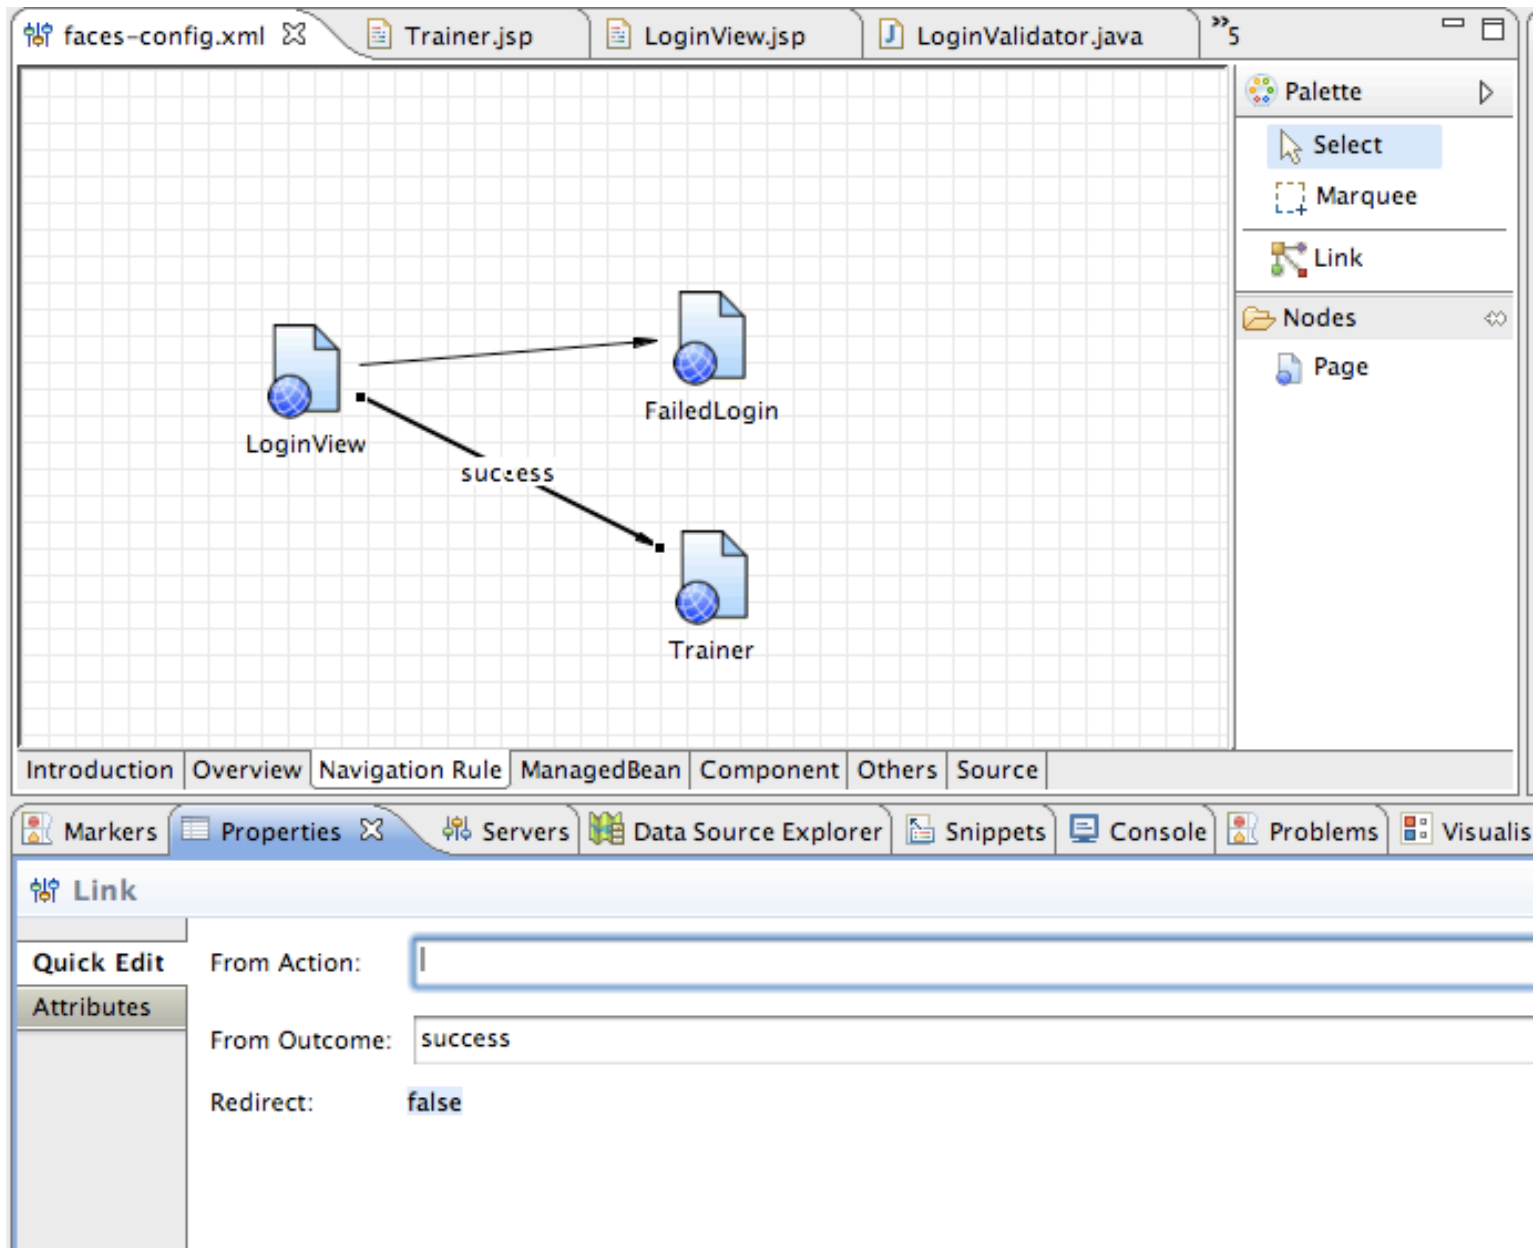 faces-config.xml Trainer.jsp LoginView.jsp LoginValidator.java »5
Palette
Select
Marquee
Link
Nodes
Page
FailedLogin
LoginView
success
Trainer
Introduction Overview Navigation Rule ManagedBean Component Others Source
Markers Properties Servers Data Source Explorer Snippets Console Problems Visualis
Link
Quick Edit From Action:
Attributes
From Outcome: success
Redirect: false